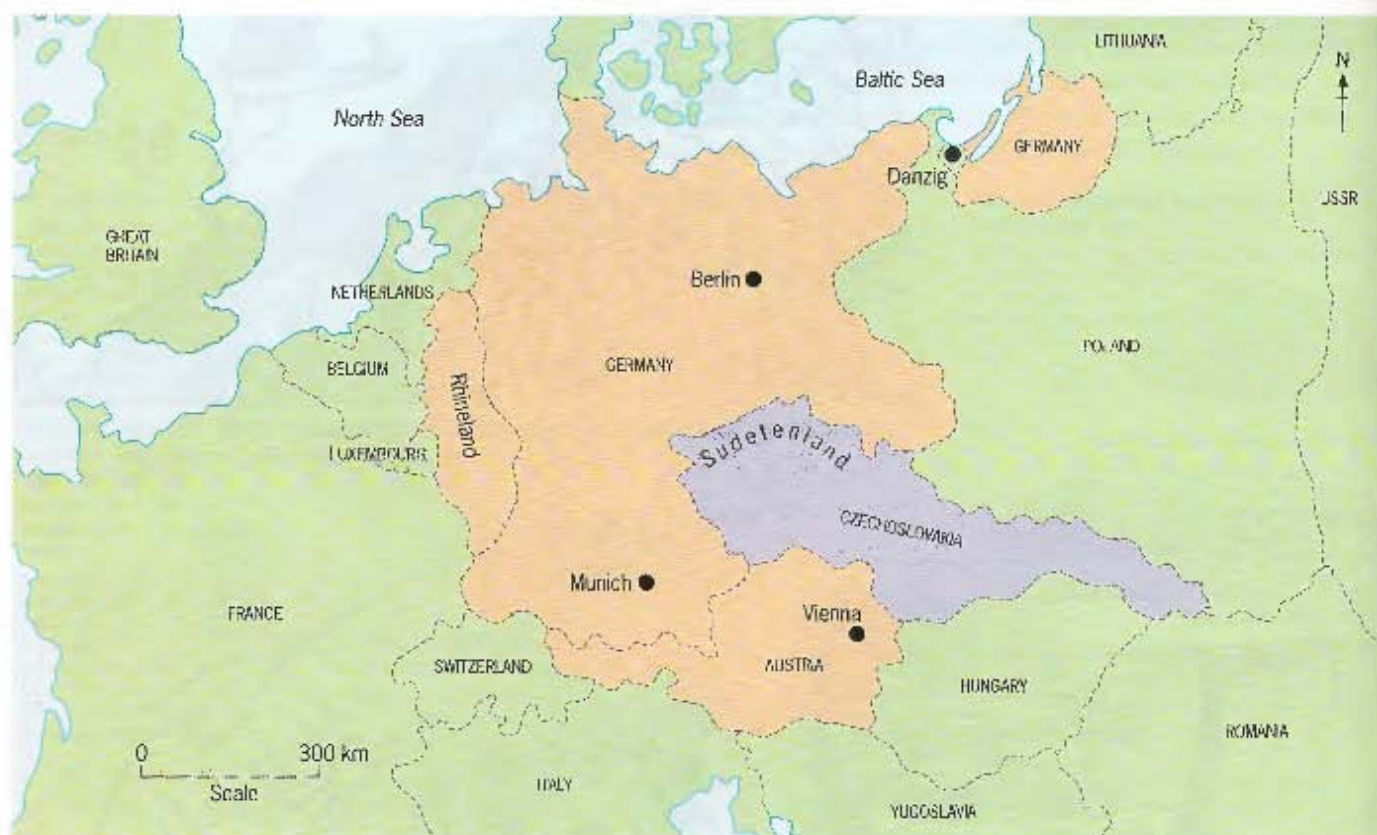 LITHUANIA
Baltic Sea
N
North Sea
GERMANY
Danzig
USSR
GREAT
BRITAIN
Berlin
NETHERLANDS
POLAND
BELGIUM
GERMANY
Rhineland
Sudetenland
LUXEMBOURG
CZECHOSLOVAKIA
Munich
FRANCE
Vienna
SWITZERLAND
AUSTRIA
HUNGARY
ROMANIA
0 300 km
Scale
ITALY
YUGOSLAVIA